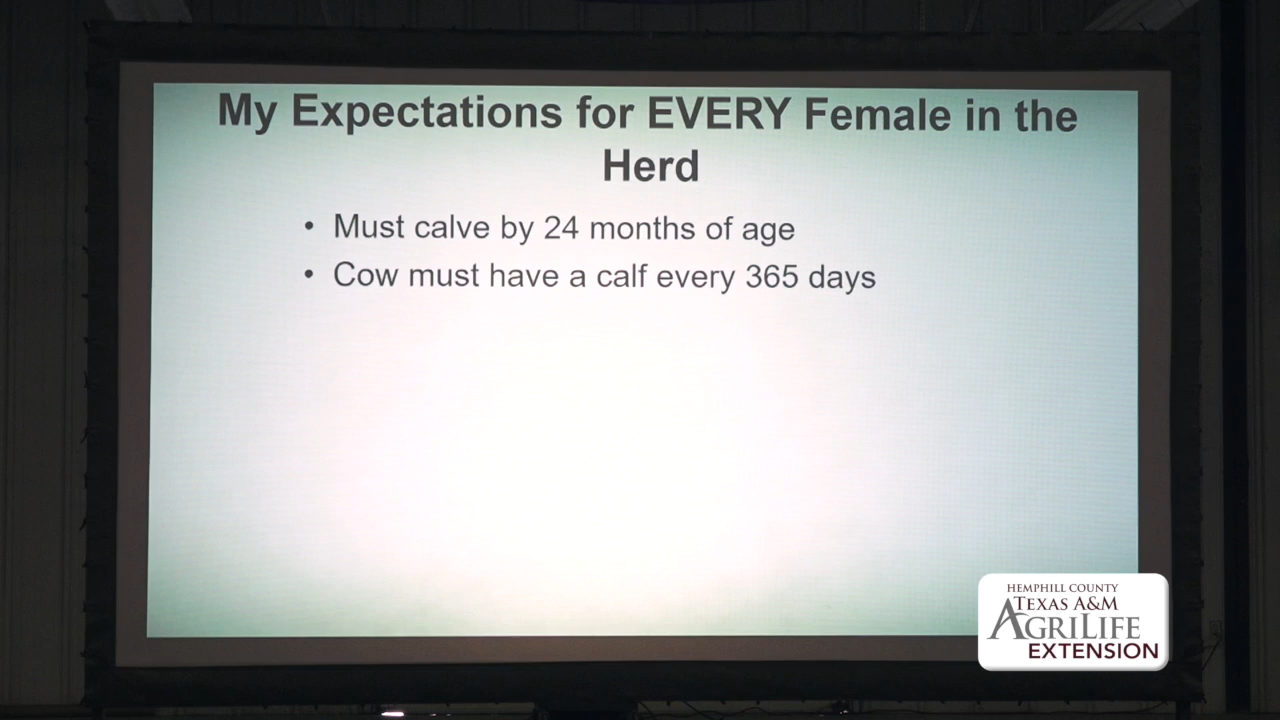 My Expectations for EVERY Female in the
Herd
• Must calve by 24 months of age
• Cow must have a calf every 365 days
HEMPHILL COUNTY
TEXAS A&M
AGRILIFE
EXTENSION